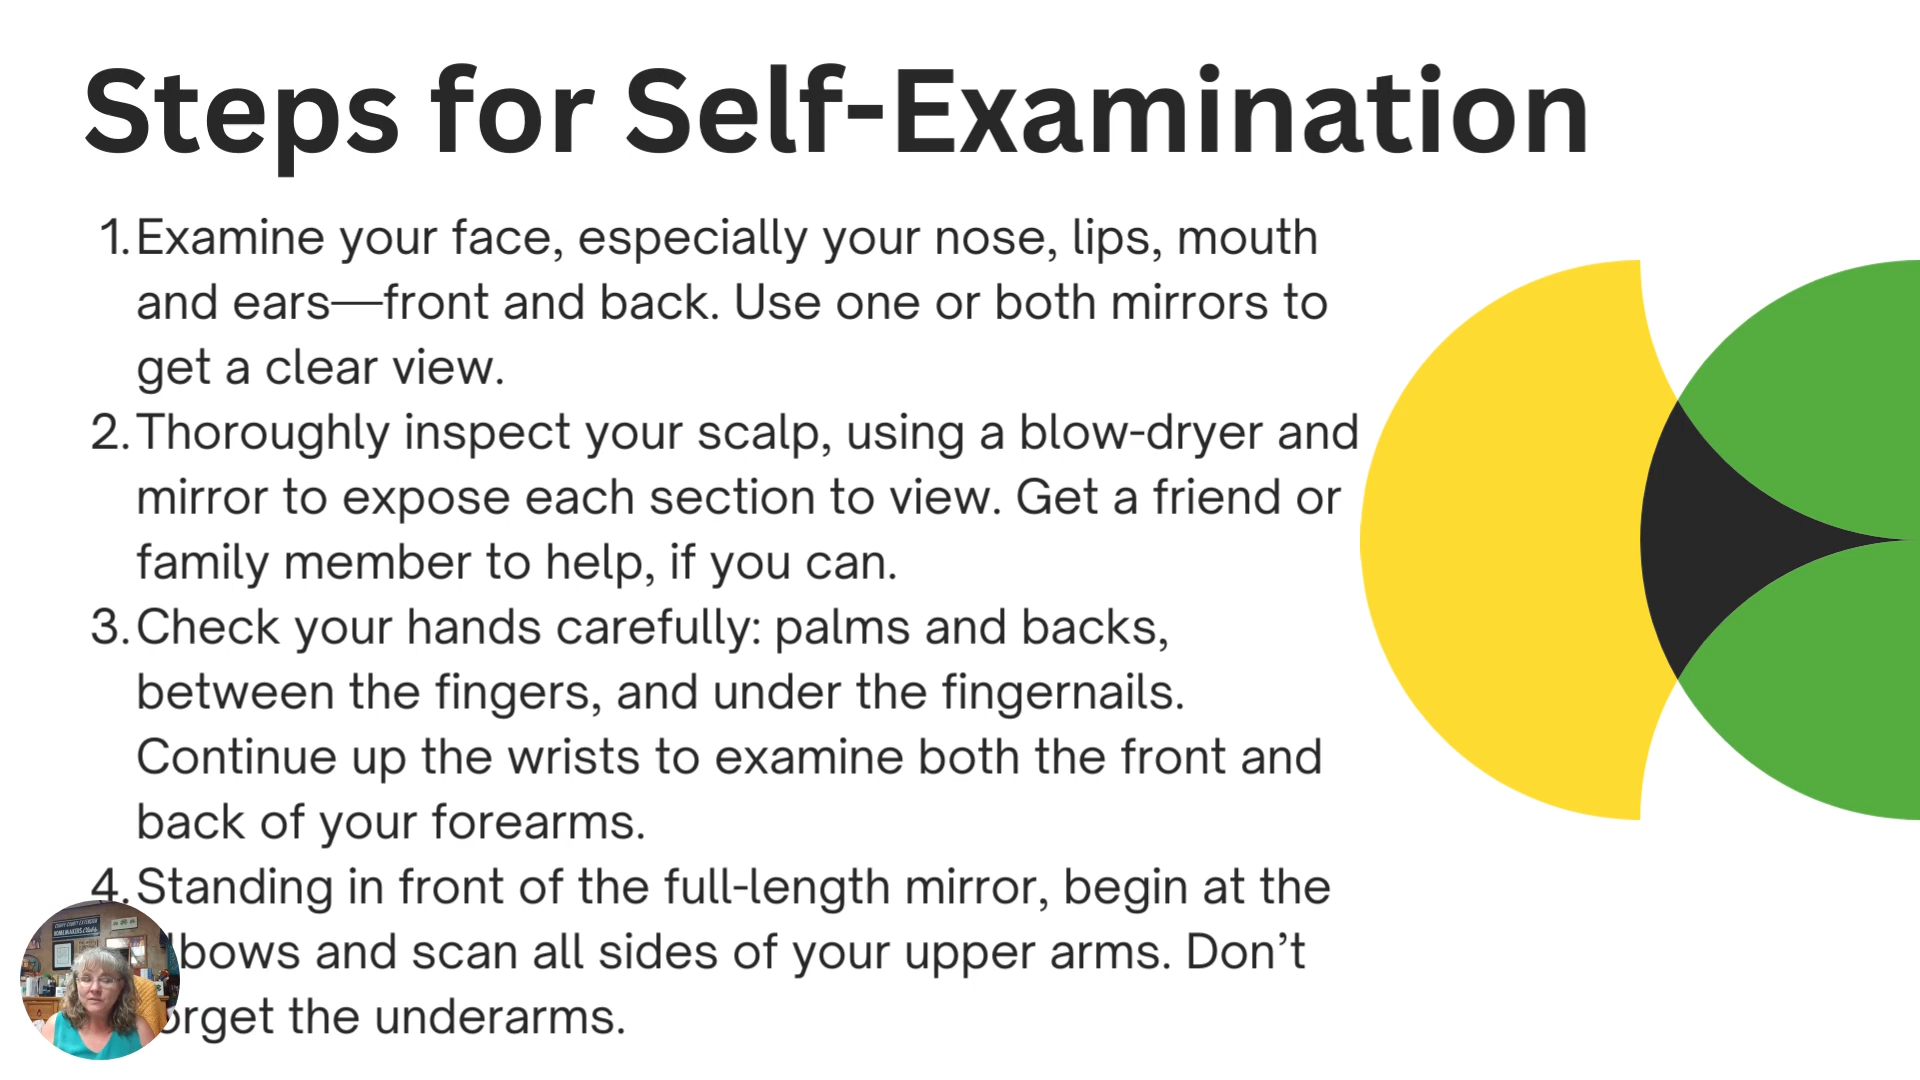 Steps for Self-Examination
1. Examine your face, especially your nose, lips, mouth
and ears—front and back. Use one or both mirrors to
get a clear view.
2. Thoroughly inspect your scalp, using a blow-dryer and
mirror to expose each section to view. Get a friend or
family member to help, if you can.
3. Check your hands carefully: palms and backs,
between the fingers, and under the fingernails.
Continue up the wrists to examine both the front and
back of your forearms.
4. Standing in front of the full-length mirror, begin at the
lbows and scan all sides of your upper arms. Don’t
orget the underarms.
HOMEMAKERS